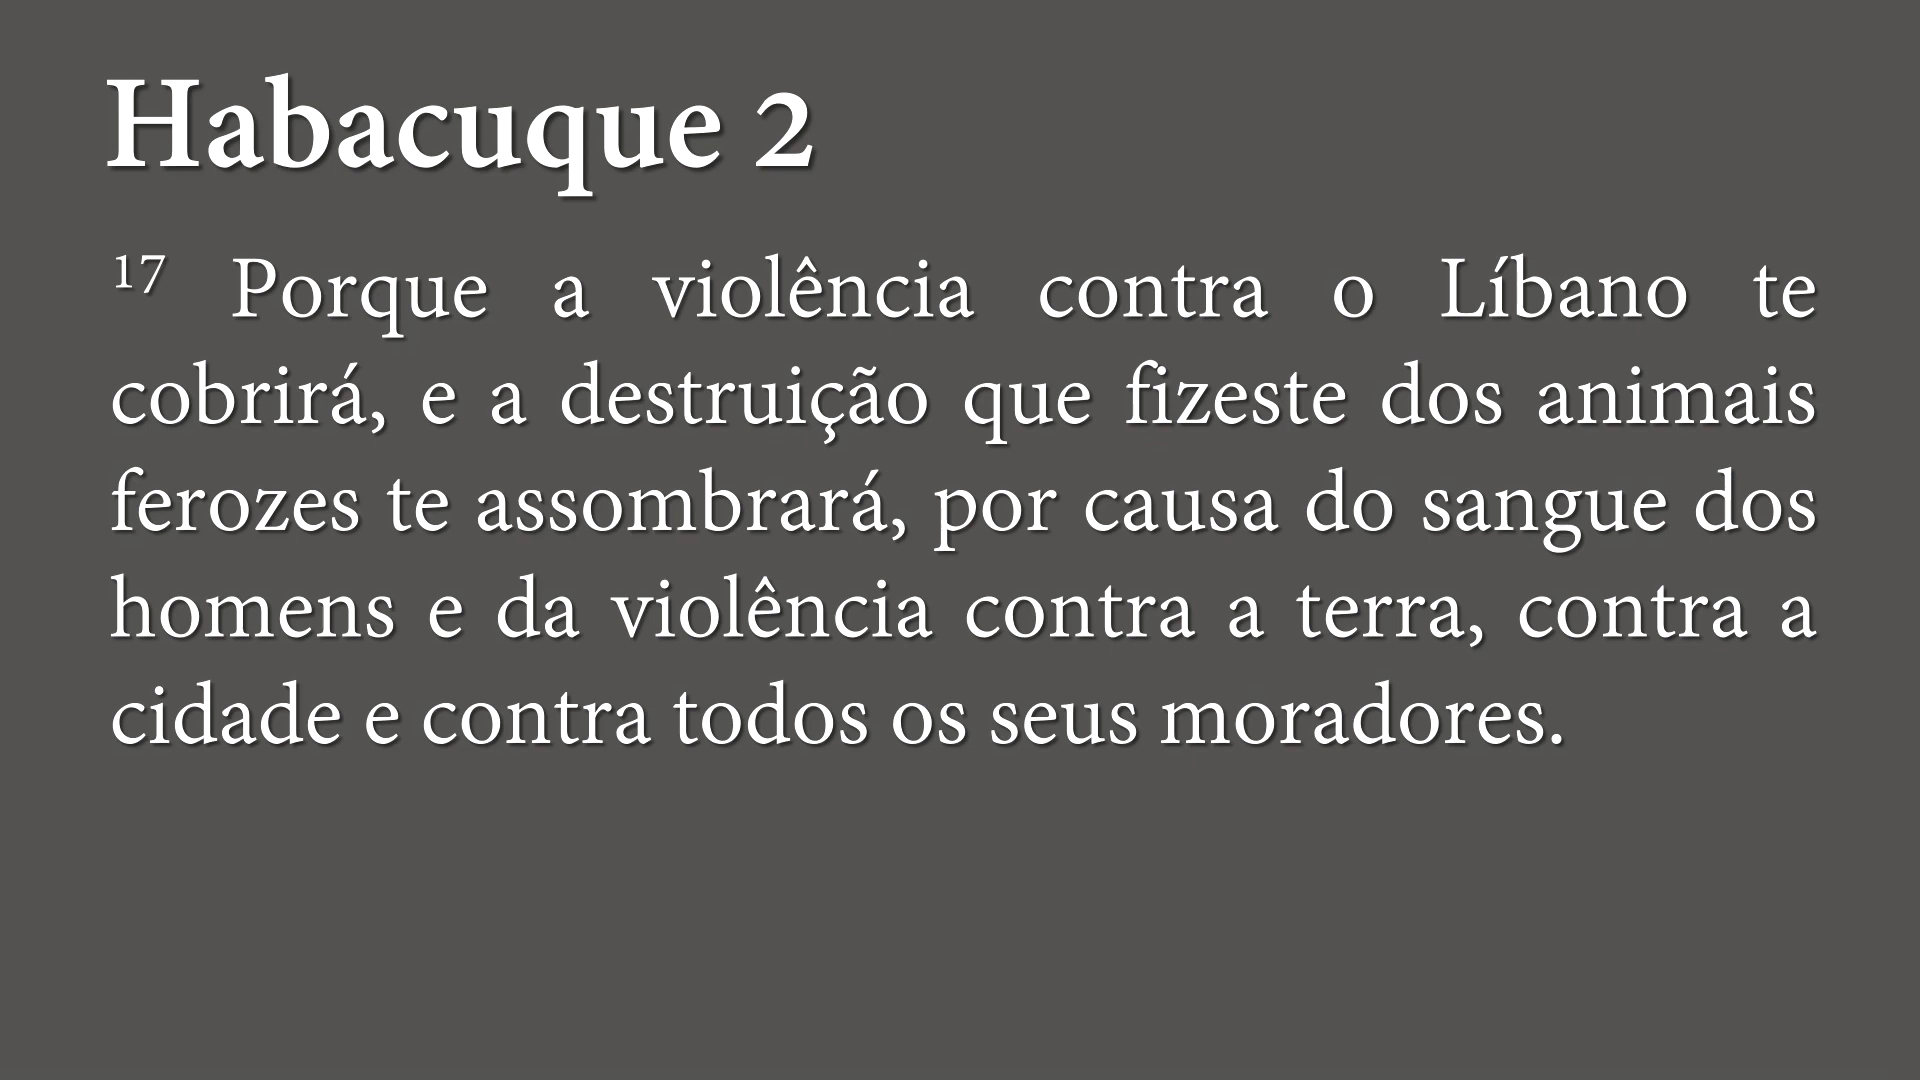 Habacuque 2
¹⁷ Porque a violência contra o Líbano te
cobrirá, e a destruição que fizeste dos animais
ferozes te assombrará, por causa do sangue dos
homens e da violência contra a terra, contra a
cidade e contra todos os seus moradores.